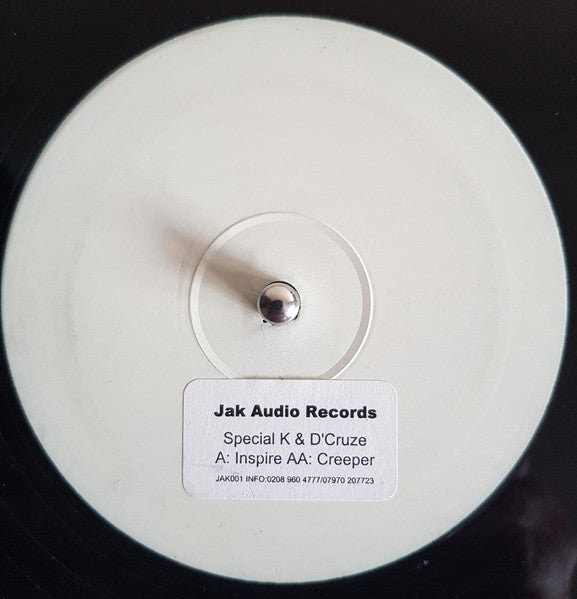 Jak Audio Records
Special K & D'Cruze
A: Inspire AA: Creeper
JAK001 INFO:0208 960 4777/07970 207723